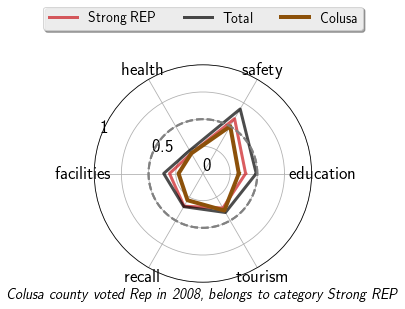 Strong REP Total Colusa
health safety
1
0.5
0
facilities education
recall tourism
Colusa county voted Rep in 2008, belongs to category Strong REP